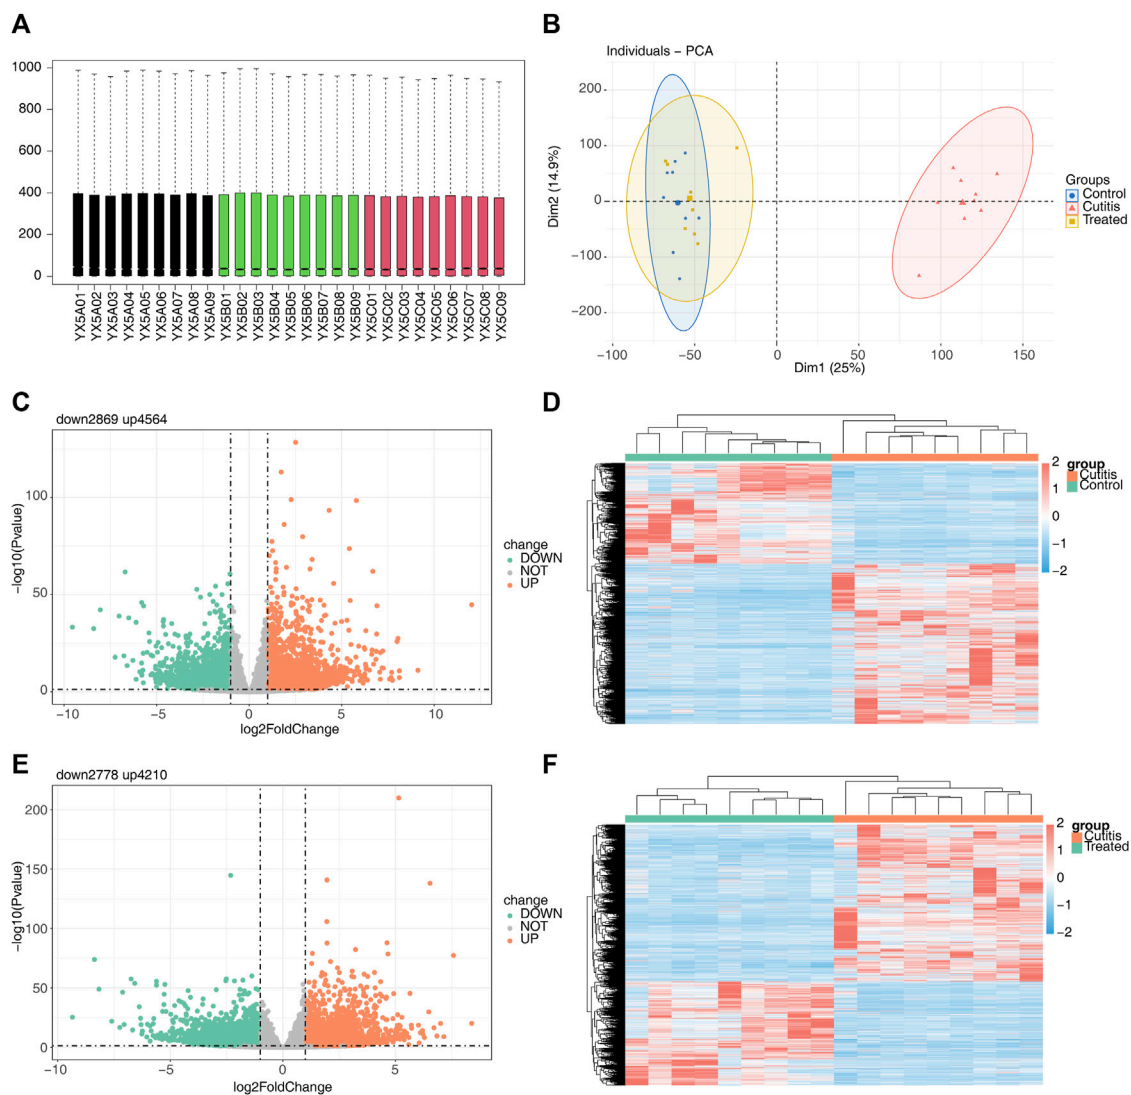 A
1000
800
600
400
200
0
YX5A01
YX5A02
YX5A03
YX5A04
YX5A05
YX5A06
YX5A07
YX5A08
YX5A09
YX5B01
YX5B02
YX5B03
YX5B04
YX5B05
YX5B06
YX5B07
YX5B08
YX5B09
YX5C01
YX5C02
YX5C03
YX5C04
YX5C05
YX5C06
YX5C07
YX5C08
YX5C09
B
Individuals − PCA
Dim2 (14.9%)
200
100
0
−100
−200
−100
−50
0
50
100
150
Dim1 (25%)
Groups
Control
Cutitis
Treated
C
down2869 up4564
−log10(Pvalue)
100
50
0
−10
−5
0
5
10
log2FoldChange
change
DOWN
NOT
UP
D
2
1
0
−1
−2
group
Cutitis
Control
E
down2778 up4210
−log10(Pvalue)
200
150
100
50
0
−10
−5
0
5
log2FoldChange
change
DOWN
NOT
UP
F
2
1
0
−1
−2
group
Cutitis
Treated